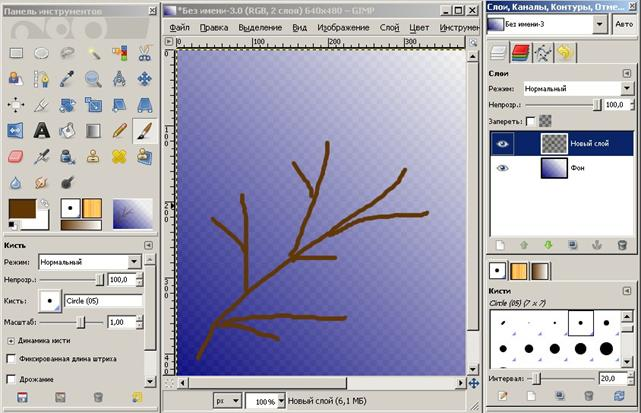 Панель инструментов
Кисть
Режим: Нормальный
Непрозр.: 100,0
Кисть: Circle (05)
Масштаб: 1,00
Динамика кисти
Фиксированная длина штриха
Дрожание
*Без имени-3.0 (RGB, 2 слоя) 640x480 – GIMP
Файл Правка Выделение Вид Изображение Слой Цвет Инструмен
0 100 200 300
0
100
200
300
400
px 100% Новый слой (6,1 МБ)
Слои, Каналы, Контуры, Отме...
Без имени-3 Авто
Слои
Режим: Нормальный
Непрозр.: 100,0
Запереть:
Новый слой
Фон
Кисти
Circle (05) (7 x 7)
Интервал: 20,0